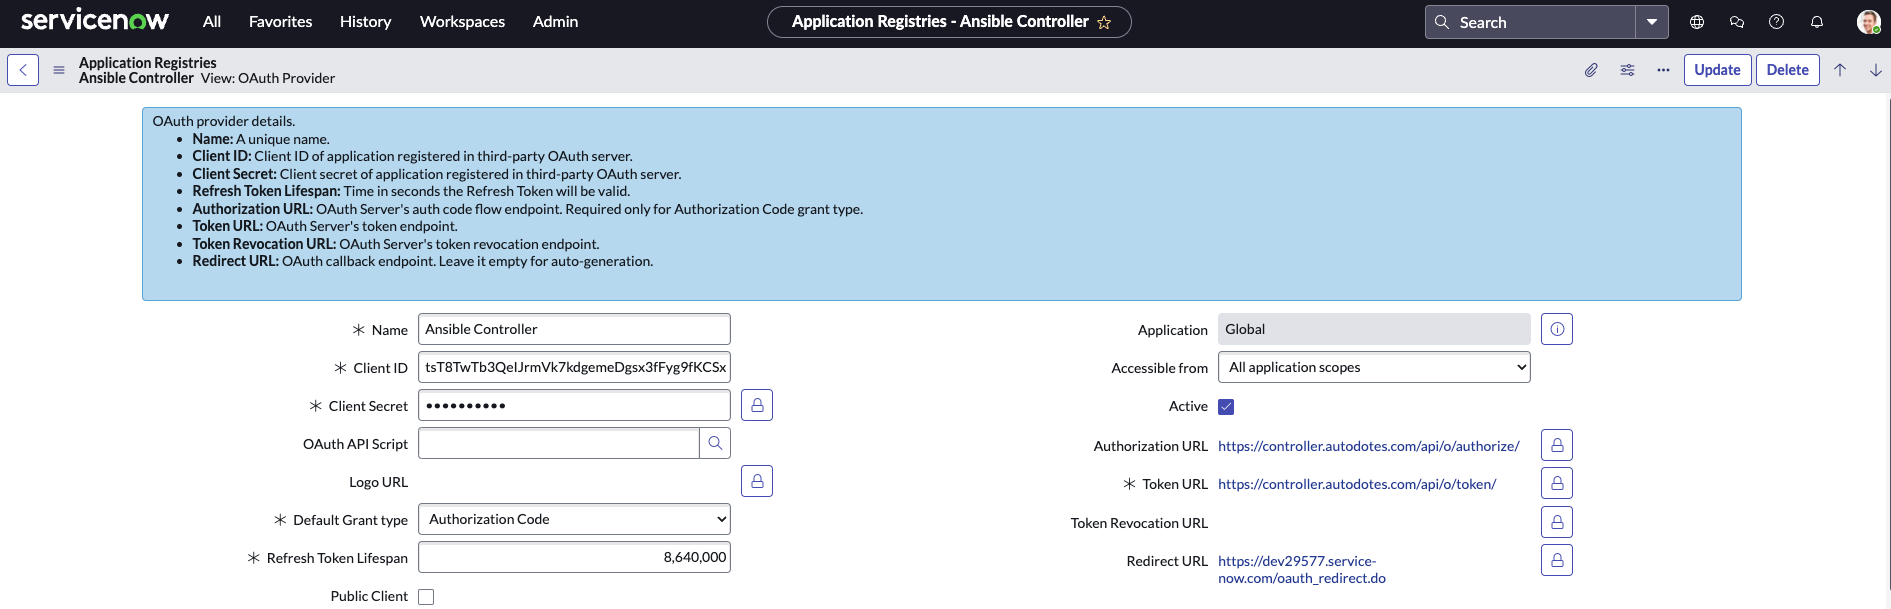 servicenow All Favorites History Workspaces Admin Application Registries - Ansible Controller Search
Application Registries
Ansible Controller View: OAuth Provider
Update Delete
OAuth provider details.
Name: A unique name.
Client ID: Client ID of application registered in third-party OAuth server.
Client Secret: Client secret of application registered in third-party OAuth server.
Refresh Token Lifespan: Time in seconds the Refresh Token will be valid.
Authorization URL: OAuth Server's auth code flow endpoint. Required only for Authorization Code grant type.
Token URL: OAuth Server's token endpoint.
Token Revocation URL: OAuth Server's token revocation endpoint.
Redirect URL: OAuth callback endpoint. Leave it empty for auto-generation.
Name Ansible Controller
Client ID tsT8TwTb3QeIJrmVk7kdgemeDgsx3fFyg9fKCSx
Client Secret ••••••••••
OAuth API Script
Logo URL
Default Grant type Authorization Code
Refresh Token Lifespan 8,640,000
Public Client
Application Global
Accessible from All application scopes
Active
Authorization URL https://controller.autodotes.com/api/o/authorize/
Token URL https://controller.autodotes.com/api/o/token/
Token Revocation URL
Redirect URL https://dev29577.service-
now.com/oauth_redirect.do